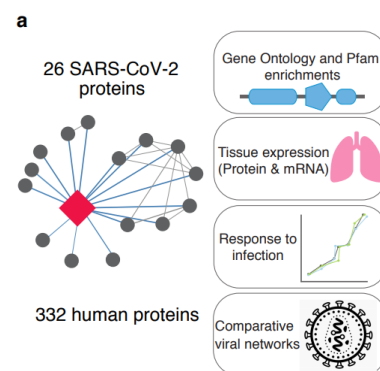 a
26 SARS-CoV-2
proteins
332 human proteins
Gene Ontology and Pfam
enrichments
Tissue expression
(Protein & mRNA)
Response to
infection
Comparative
viral networks